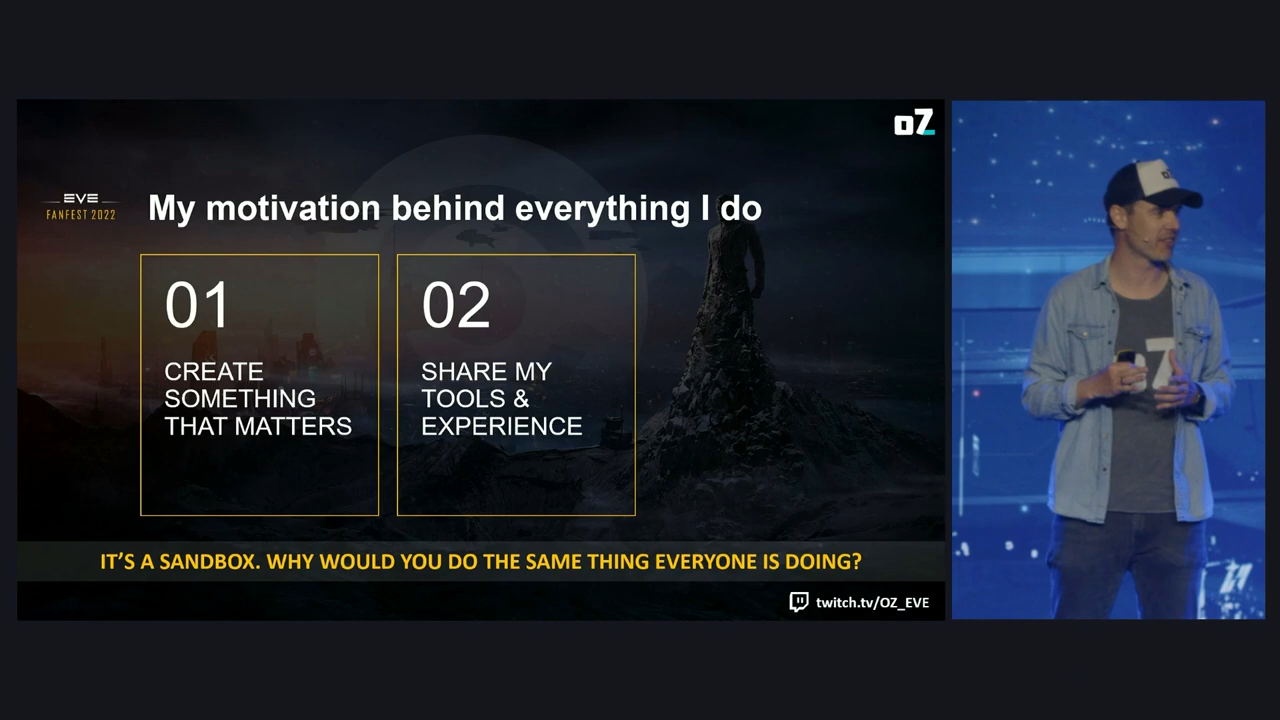 oZ
EVE
FANFEST 2022
My motivation behind everything I do
01
CREATE
SOMETHING
THAT MATTERS
02
SHARE MY
TOOLS &
EXPERIENCE
IT’S A SANDBOX. WHY WOULD YOU DO THE SAME THING EVERYONE IS DOING?
twitch.tv/OZ_EVE
Z